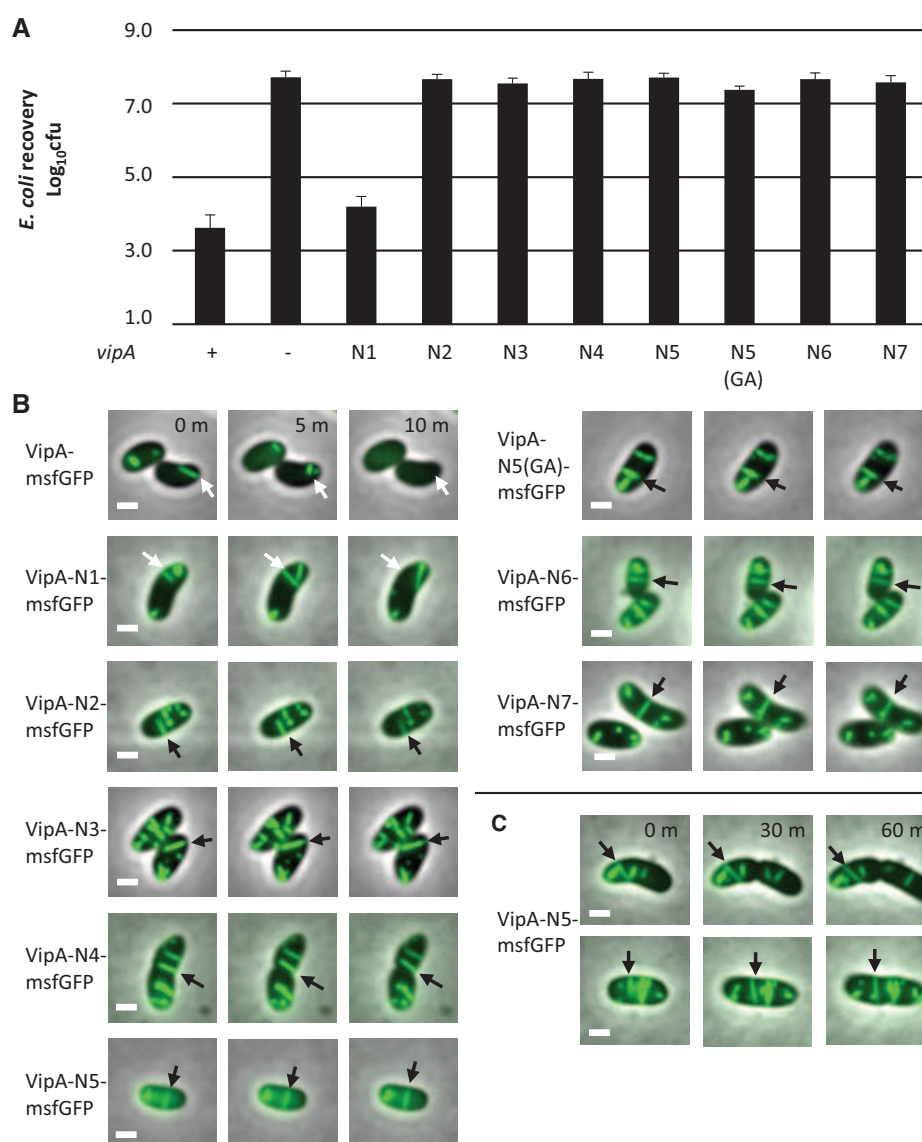 A
9.0
7.0
5.0
3.0
1.0
E. coli recovery
Log10cfu
vipA + - N1 N2 N3 N4 N5 N5 (GA) N6 N7
B
0 m 5 m 10 m
VipA-
msfGFP
VipA-N1-
msfGFP
VipA-N2-
msfGFP
VipA-N3-
msfGFP
VipA-N4-
msfGFP
VipA-N5-
msfGFP
VipA-
N5(GA)-
msfGFP
VipA-N6-
msfGFP
VipA-N7-
msfGFP
C
0 m 30 m 60 m
VipA-N5-
msfGFP